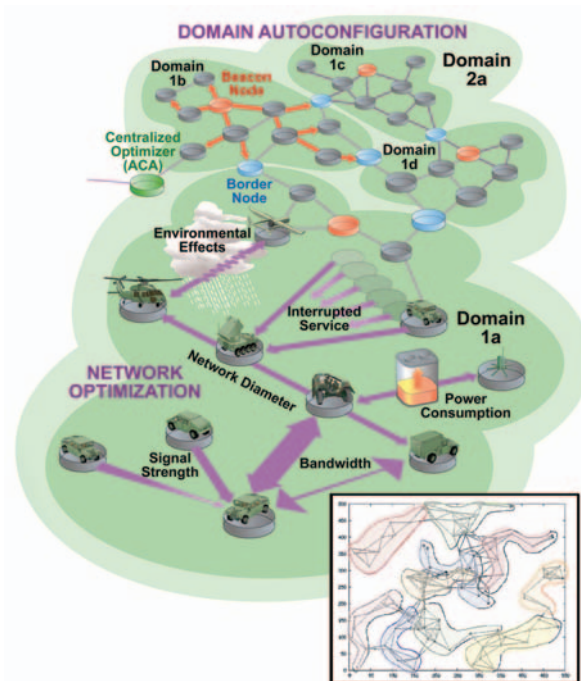 DOMAIN AUTOCONFIGURATION
Domain
1b
Beacon
Node
Domain
1c
Domain
2a
Centralized
Optimizer
(ACA)
Domain
1d
Border
Node
Environmental
Effects
Interrupted
Service
Domain
1a
NETWORK
OPTIMIZATION
Network Diameter
Power
Consumption
Signal
Strength
Bandwidth